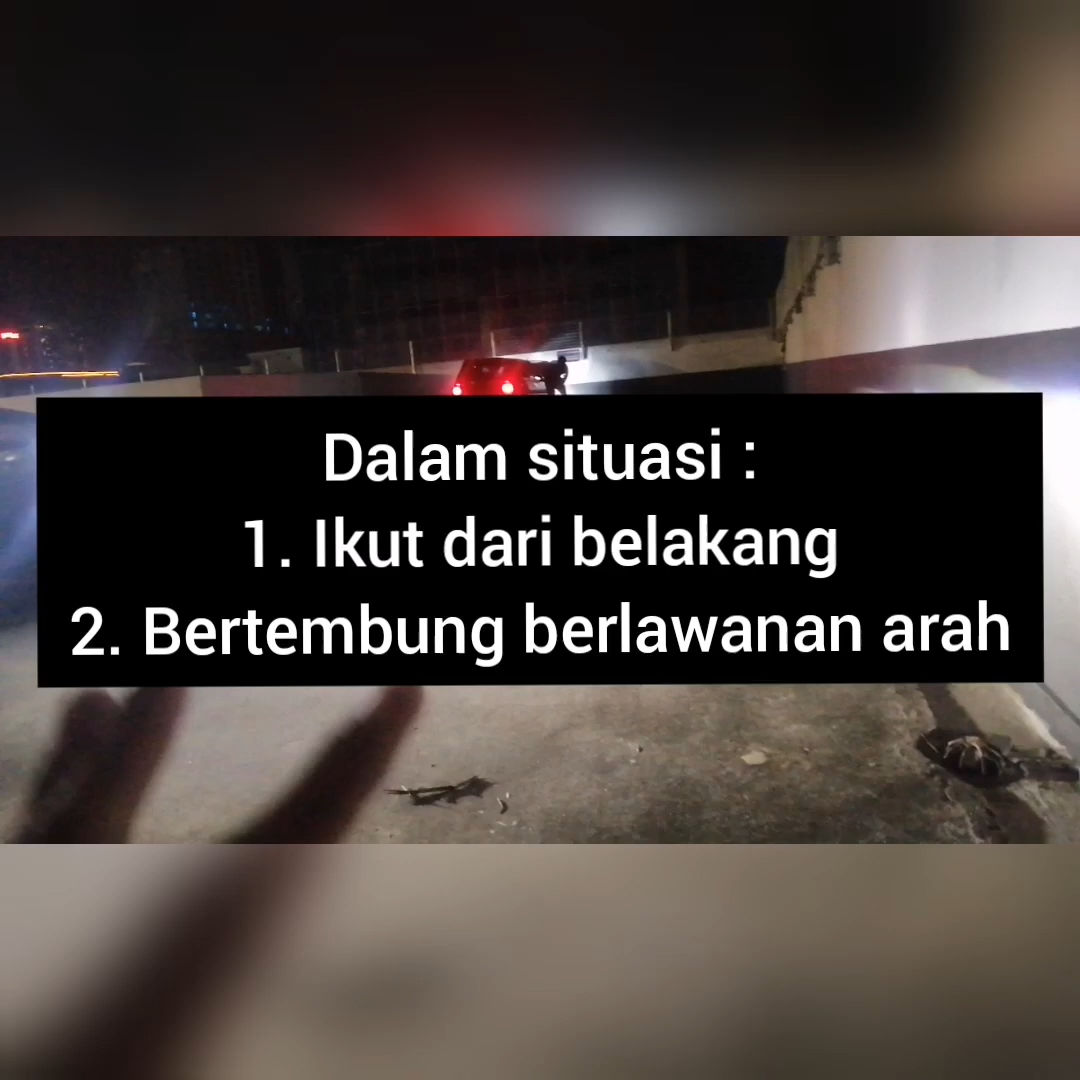 Dalam situasi :
1. Ikut dari belakang
2. Bertembung berlawanan arah